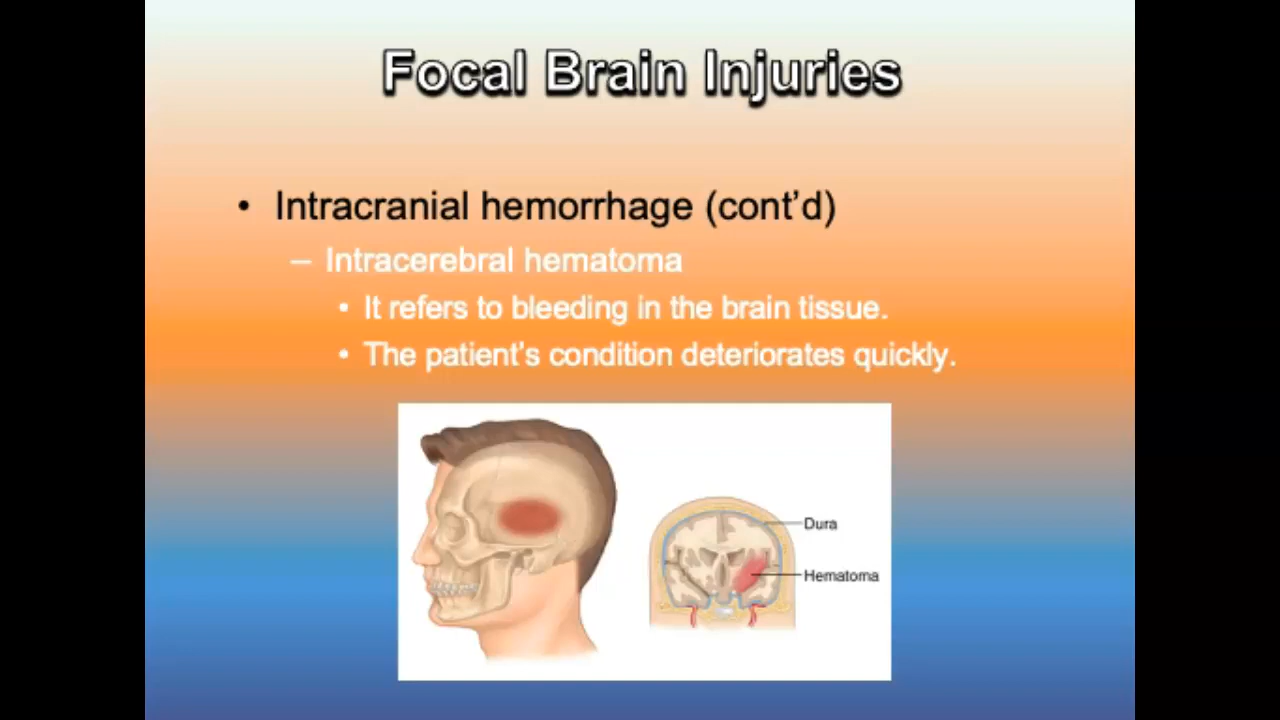 Focal Brain Injuries
• Intracranial hemorrhage (cont’d)
– Intracerebral hematoma
• It refers to bleeding in the brain tissue.
• The patient’s condition deteriorates quickly.
Dura
Hematoma